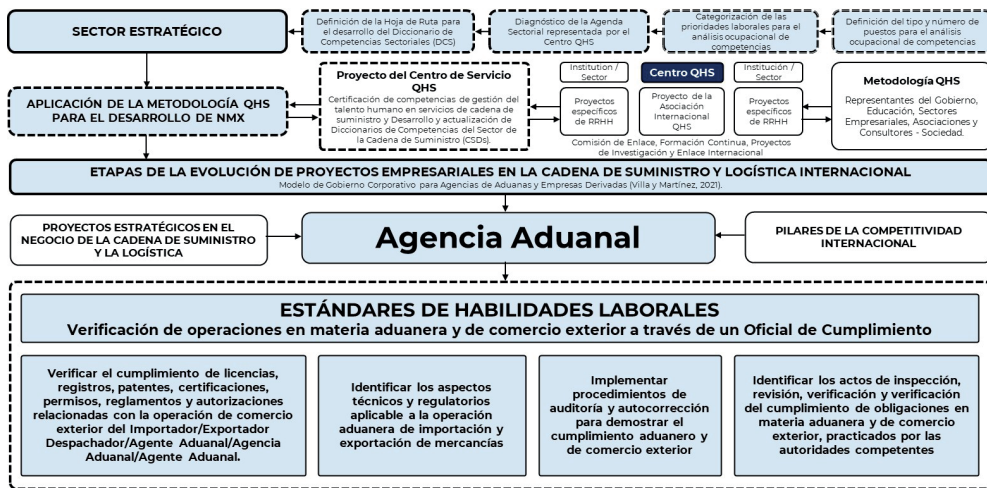 SECTOR ESTRATÉGICO
Definición de la Hoja de Ruta para
el desarrollo del Diccionario de
Competencias Sectoriales (DCS)
Diagnóstico de la Agenda
Sectorial representada por el
Centro QHS
Categorización de las
prioridades laborales para el
análisis ocupacional de
competencias
Definición del tipo y número de
puestos para el análisis
ocupacional de competencias
APLICACIÓN DE LA METODOLOGÍA QHS
PARA EL DESARROLLO DE NMX
Proyecto del Centro de Servicio
QHS
Certificación de competencias de gestión del
talento humano en servicios de cadena de
suministro y Desarrollo y actualización de
Diccionarios de Competencias del Sector de
la Cadena de Suministro (CSDs).
Institution /
Sector
Centro QHS
Institución /
Sector
Proyectos
específicos
de RRHH
Proyecto de la
Asociación
Internacional
QHS
Proyectos
específicos
de RRHH
Comisión de Enlace, Formación Continua, Proyectos
de Investigación y Enlace Internacional
Metodología QHS
Representantes del Gobierno,
Educación, Sectores
Empresariales, Asociaciones y
Consultores - Sociedad.
ETAPAS DE LA EVOLUCIÓN DE PROYECTOS EMPRESARIALES EN LA CADENA DE SUMINISTRO Y LOGÍSTICA INTERNACIONAL
Modelo de Gobierno Corporativo para Agencias de Aduanas y Empresas Derivadas (Villa y Martínez, 2021).
PROYECTOS ESTRATÉGICOS EN EL
NEGOCIO DE LA CADENA DE SUMINISTRO
Y LA LOGÍSTICA
Agencia Aduanal
PILARES DE LA COMPETITIVIDAD
INTERNACIONAL
ESTÁNDARES DE HABILIDADES LABORALES
Verificación de operaciones en materia aduanera y de comercio exterior a través de un Oficial de Cumplimiento
Verificar el cumplimiento de licencias,
registros, patentes, certificaciones,
permisos, reglamentos y autorizaciones
relacionadas con la operación de comercio
exterior del Importador/Exportador
Despachador/Agente Aduanal/Agencia
Aduanal/Agente Aduanal.
Identificar los aspectos
técnicos y regulatorios
aplicable a la operación
aduanera de importación y
exportación de mercancías
Implementar
procedimientos de
auditoría y autocorrección
para demostrar el
cumplimiento aduanero y
de comercio exterior
Identificar los actos de inspección,
revisión, verificación y verificación
del cumplimiento de obligaciones en
materia aduanera y de comercio
exterior, practicados por las
autoridades competentes